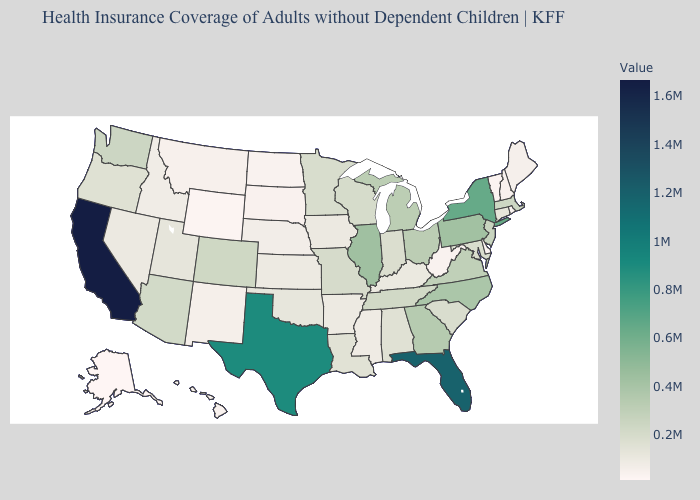 Health Insurance Coverage of Adults without Dependent Children | KFF
Value
1.6M
1.4M
1.2M
1M
0.8M
0.6M
0.4M
0.2M